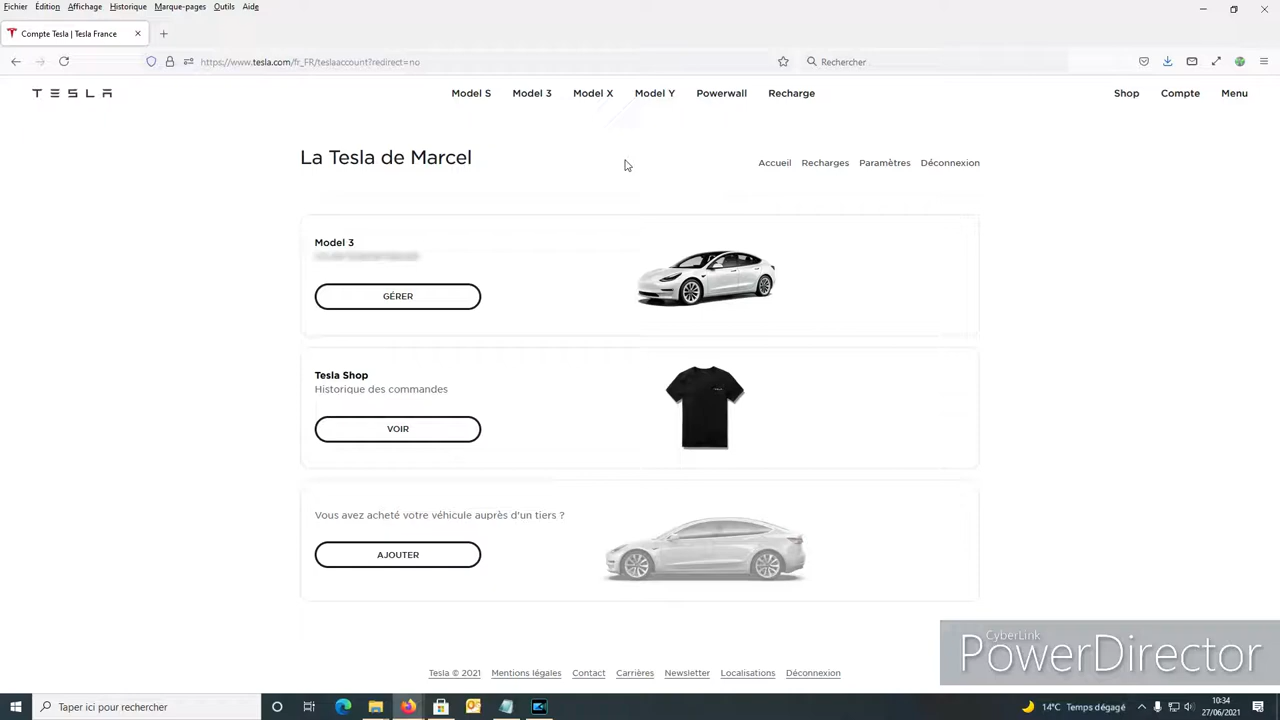 Fichier Édition Affichage Historique Marque-pages Outils Aide
Compte Tesla | Tesla France
https://www.tesla.com/fr_FR/teslaaccount?redirect=no
Rechercher
TESLA Model S Model 3 Model X Model Y Powerwall Recharge Shop Compte Menu
La Tesla de Marcel
Accueil Recharges Paramètres Déconnexion
Model 3
GÉRER
Tesla Shop
Historique des commandes
VOIR
Vous avez acheté votre véhicule auprès d'un tiers ?
AJOUTER
CyberLink
PowerDirector
Tesla © 2021 Mentions légales Contact Carrières Newsletter Localisations Déconnexion
Taper ici pour rechercher
14°C Temps dégagé
10:34
27/06/2021